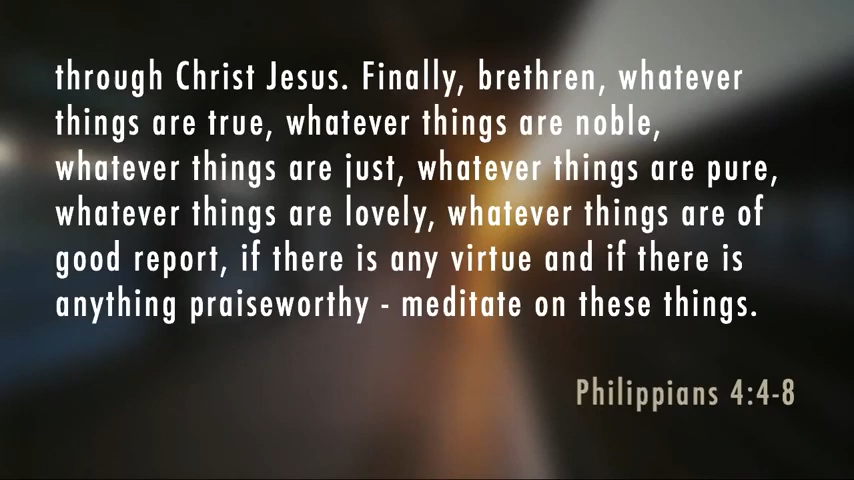 through Christ Jesus. Finally, brethren, whatever
things are true, whatever things are noble,
whatever things are just, whatever things are pure,
whatever things are lovely, whatever things are of
good report, if there is any virtue and if there is
anything praiseworthy - meditate on these things.
Philippians 4:4-8